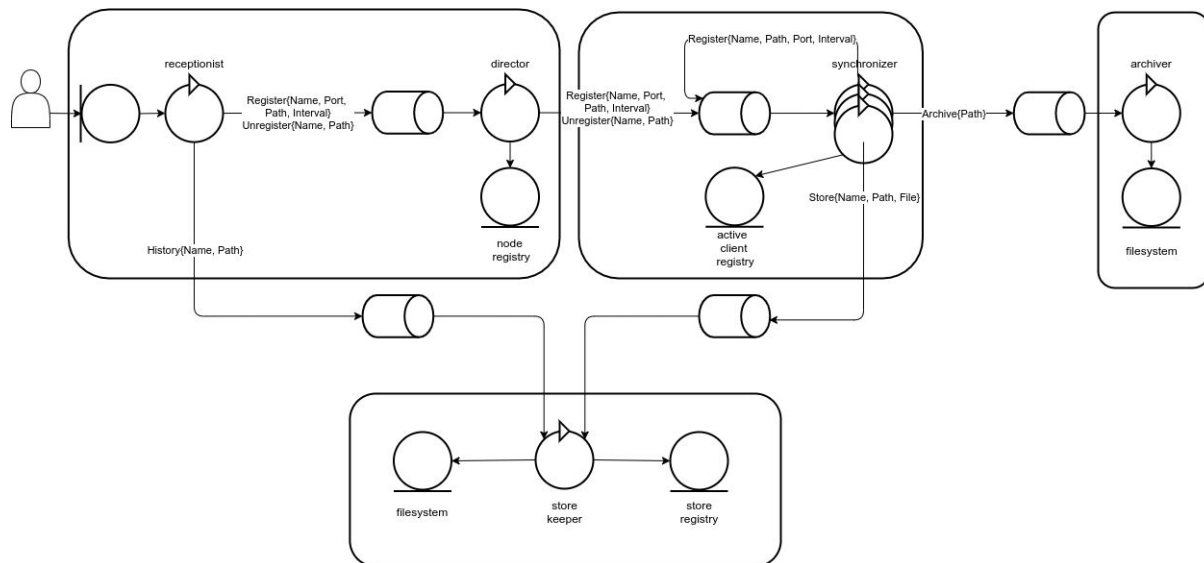 Register{Name, Path, Port, Interval}
receptionist
director
synchronizer
archiver
Register{Name, Port,
Path, Interval}
Unregister{Name, Path}
Register{Name, Port,
Path, Interval}
Unregister{Name, Path}
Archive{Path}
Store{Name, Path, File}
node
registry
active
client
registry
filesystem
History{Name, Path}
filesystem
store
keeper
store
registry